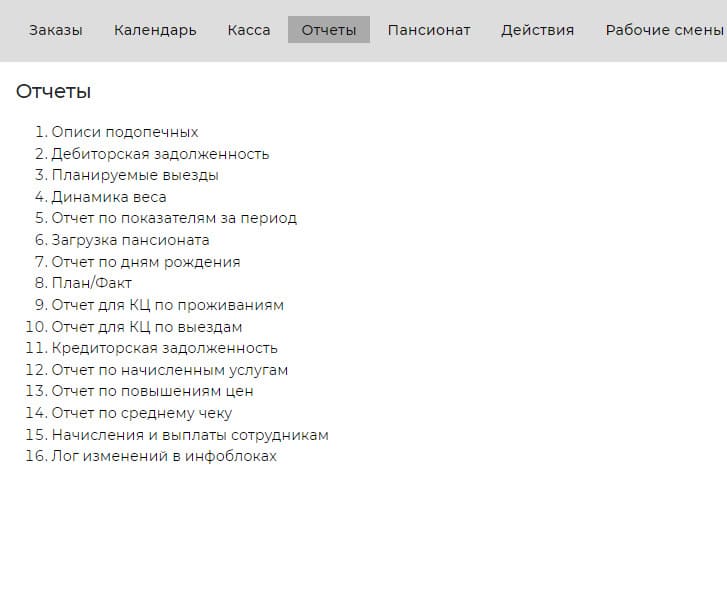 Заказы Календарь Касса Отчеты Пансионат Действия Рабочие смены
Отчеты
1. Описи подопечных
2. Дебиторская задолженность
3. Планируемые выезды
4. Динамика веса
5. Отчет по показателям за период
6. Загрузка пансионата
7. Отчет по дням рождения
8. План/Факт
9. Отчет для КЦ по проживаниям
10. Отчет для КЦ по выездам
11. Кредиторская задолженность
12. Отчет по начисленным услугам
13. Отчет по повышениям цен
14. Отчет по среднему чеку
15. Начисления и выплаты сотрудникам
16. Лог изменений в инфоблоках